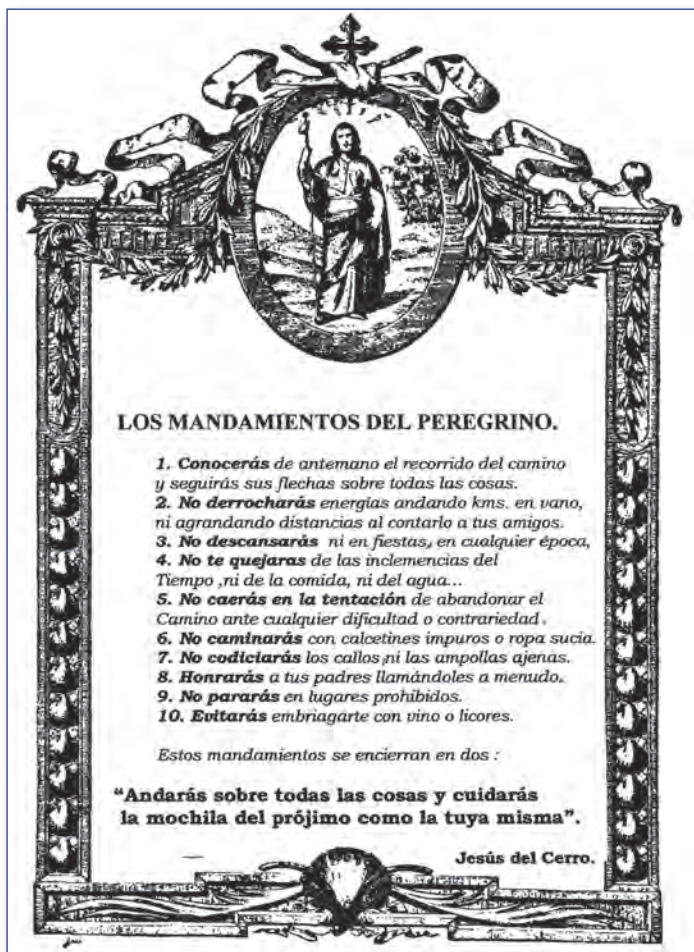 LOS MANDAMIENTOS DEL PEREGRINO.
1. Conocerás de antemano el recorrido del camino
y seguirás sus flechas sobre todas las cosas.
2. No derrocharás energías andando kms. en vano,
ni agrandando distancias al contarlo a tus amigos.
3. No descansarás ni en fiestas, en cualquier época,
4. No te quejaras de las inclemencias del
Tiempo ,ni de la comida, ni del agua...
5. No caerás en la tentación de abandonar el
Camino ante cualquier dificultad o contrariedad.
6. No caminarás con calcetines impuros o ropa sucia.
7. No codiciarás los callos,ni las ampollas ajenas.
8. Honrarás a tus padres llamándoles a menudo.
9. No pararás en lugares prohibidos.
10. Evitarás embriagarte con vino o licores.
Estos mandamientos se encierran en dos :
“Andarás sobre todas las cosas y cuidarás
la mochila del prójimo como la tuya misma”.
Jesús del Cerro.